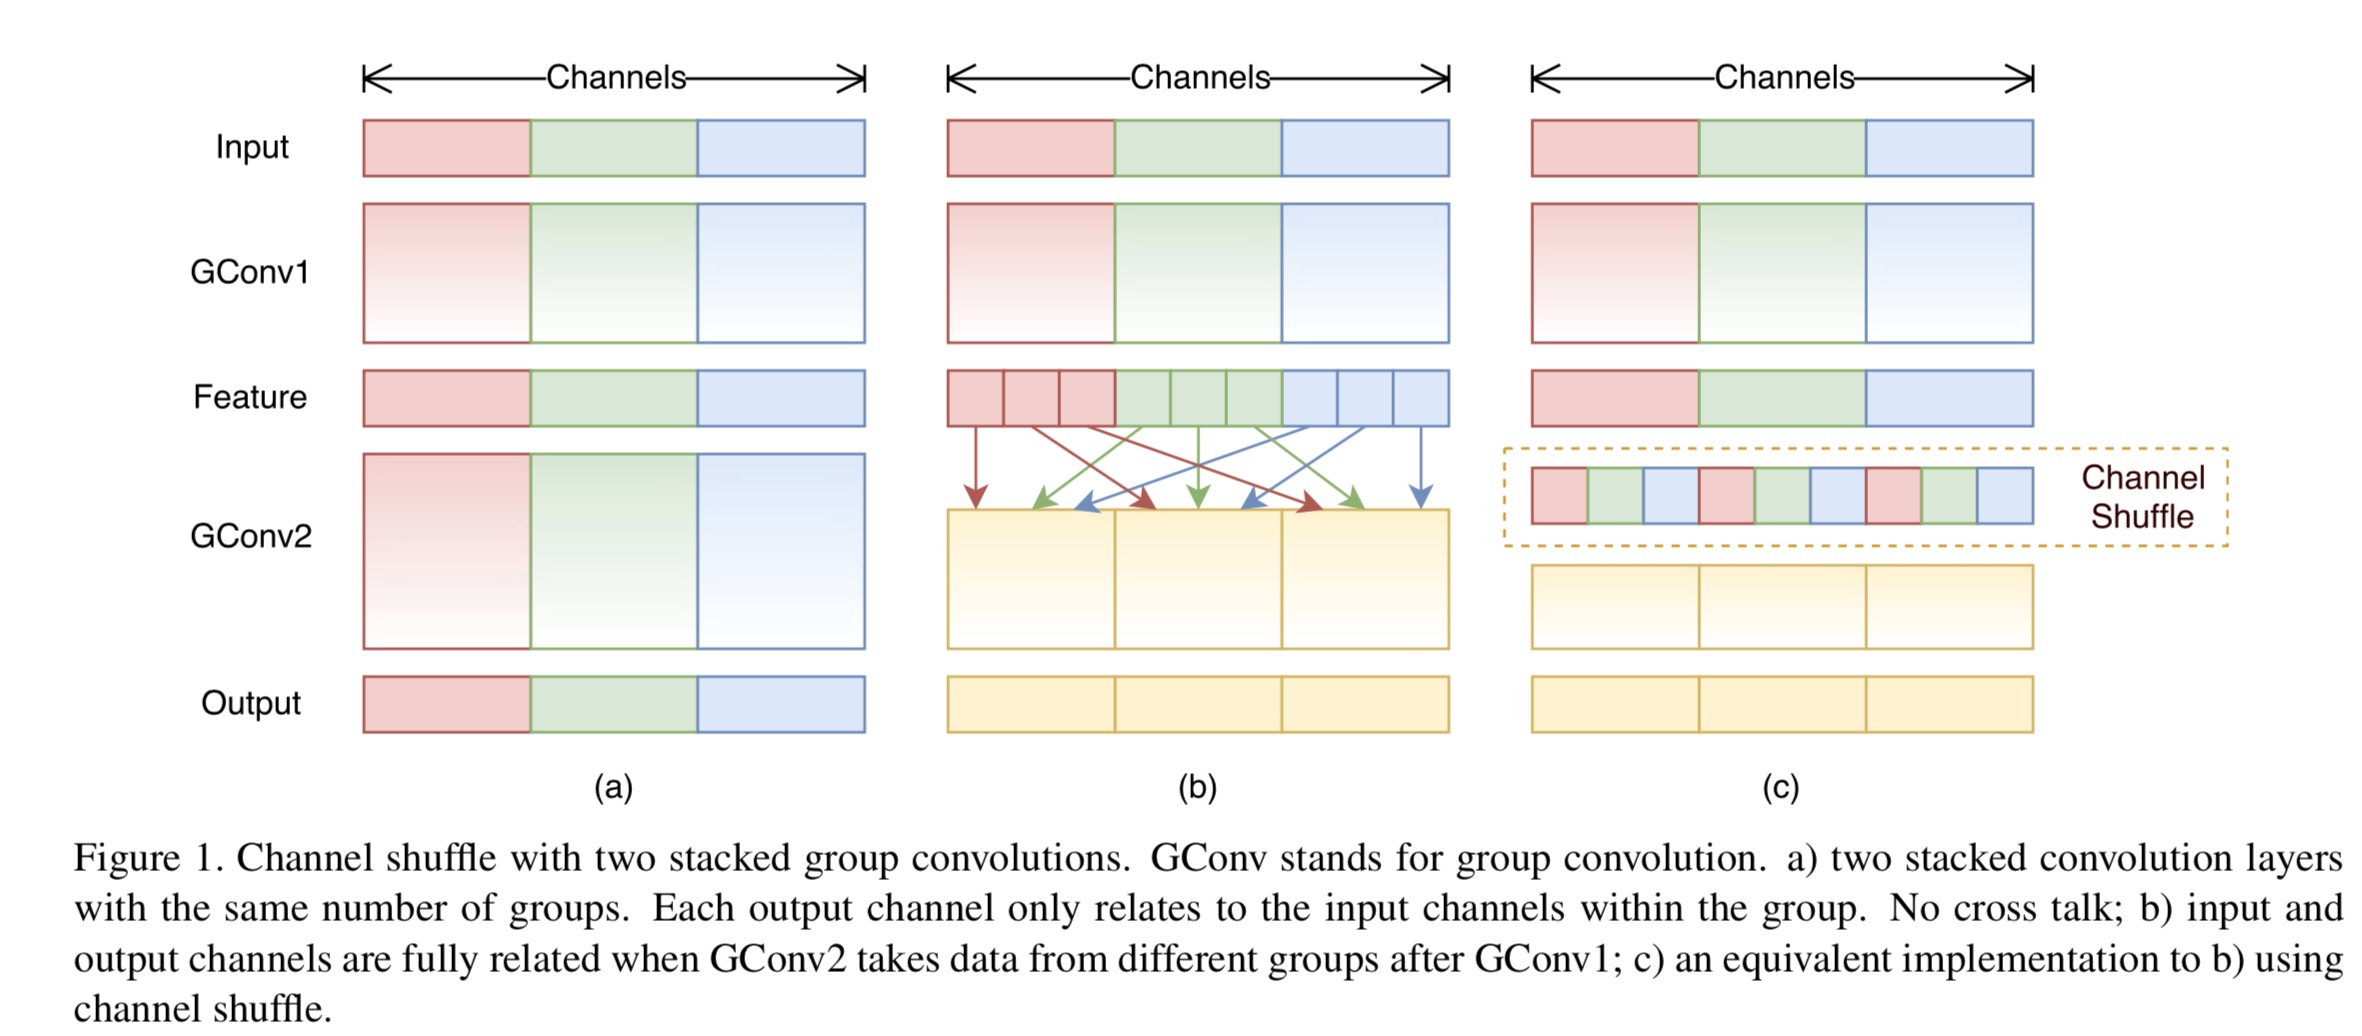 Channels Channels Channels
Input
GConv1
Feature
Channel
Shuffle
GConv2
Output
(a) (b) (c)
Figure 1. Channel shuffle with two stacked group convolutions. GConv stands for group convolution. a) two stacked convolution layers
with the same number of groups. Each output channel only relates to the input channels within the group. No cross talk; b) input and
output channels are fully related when GConv2 takes data from different groups after GConv1; c) an equivalent implementation to b) using
channel shuffle.